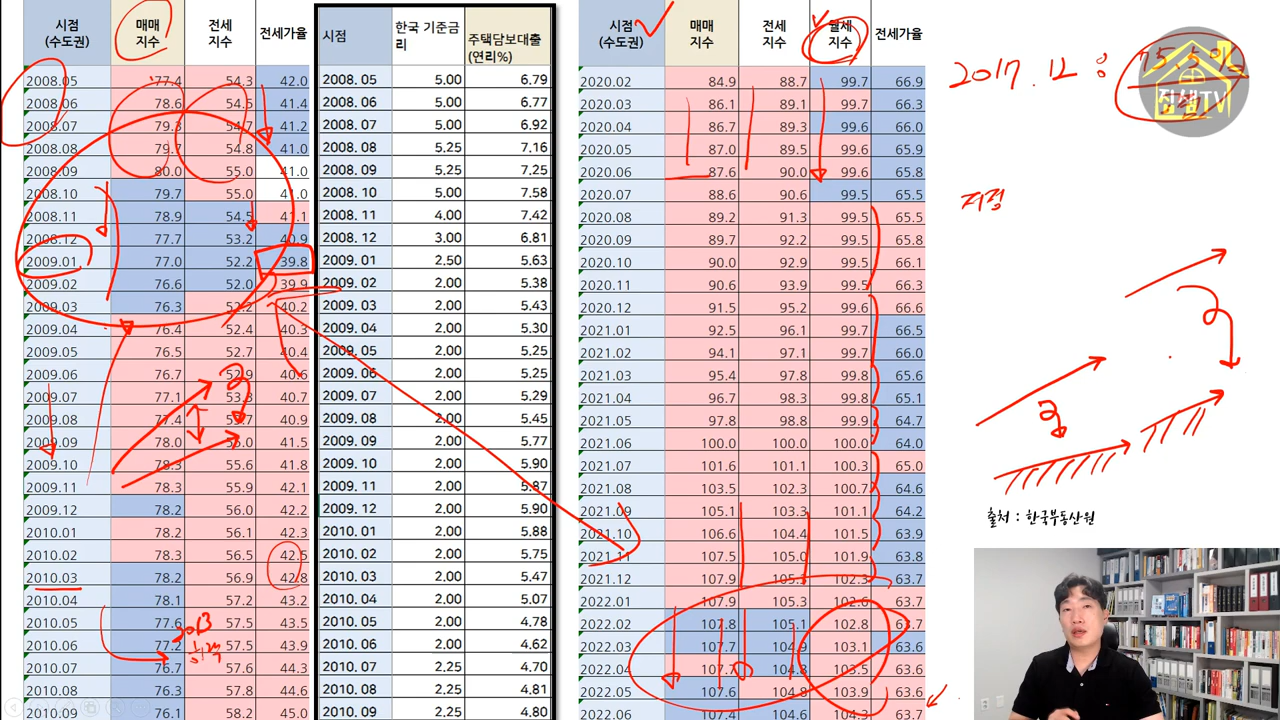 시점 (수도권) 매매 지수 전세 지수 전세가율
2008.05 77.4 54.3 42.0
2008.06 78.6 54.5 41.4
2008.07 79.3 54.7 41.2
2008.08 79.7 54.8 41.0
2008.09 80.0 55.0 41.0
2008.10 79.7 55.0 41.0
2008.11 78.9 54.5 41.1
2008.12 77.7 53.2 40.9
2009.01 77.0 52.2 39.8
2009.02 76.6 52.0 39.9
2009.03 76.3 52.2 40.2
2009.04 76.4 52.4 40.3
2009.05 76.5 52.7 40.4
2009.06 76.7 52.9 40.6
2009.07 77.1 53.3 40.7
2009.08 77.4 53.7 40.9
2009.09 78.0 41.5
2009.10 78.3 55.6 41.8
2009.11 78.3 55.9 42.1
2009.12 78.2 56.0 42.2
2010.01 78.2 56.1 42.3
2010.02 78.3 56.5 42.5
2010.03 78.2 56.9 42.8
2010.04 78.1 57.2 43.2
2010.05 77.6 57.5 43.5
2010.06 77.2 57.5 43.9
2010.07 76.7 57.6 44.3
2010.08 76.3 57.8 44.6
2010.09 76.1 58.2 45.0
2013
시점 한국 기준금리 주택담보대출 (연리%)
2008. 05 5.00 6.79
2008. 06 5.00 6.77
2008. 07 5.00 6.92
2008. 08 5.25 7.16
2008. 09 5.25 7.25
2008. 10 5.00 7.58
2008. 11 4.00 7.42
2008. 12 3.00 6.81
2009. 01 2.50 5.63
2009. 02 2.00 5.38
2009. 03 2.00 5.43
2009. 04 2.00 5.30
2009. 05 2.00 5.25
2009. 06 2.00 5.25
2009. 07 2.00 5.29
2009. 08 2.00 5.45
2009. 09 2.00 5.77
2009. 10 2.00 5.90
2009. 11 2.00 5.87
2009. 12 2.00 5.90
2010. 01 2.00 5.88
2010. 02 2.00 5.75
2010. 03 2.00 5.47
2010. 04 2.00 5.07
2010. 05 2.00 4.78
2010. 06 2.00 4.62
2010. 07 2.25 4.70
2010. 08 2.25 4.81
2010. 09 2.25 4.80
시점 (수도권) 매매 지수 전세 지수 월세 지수 전세가율
2020.02 84.9 88.7 99.7 66.9
2020.03 86.1 89.1 99.7 66.3
2020.04 86.7 89.3 99.6 66.0
2020.05 87.0 89.5 99.6 65.9
2020.06 87.6 90.0 99.6 65.8
2020.07 88.6 90.6 99.5 65.5
2020.08 89.2 91.3 99.5 65.5
2020.09 89.7 92.2 99.5 65.8
2020.10 90.0 92.9 99.5 66.1
2020.11 90.6 93.9 99.5 66.3
2020.12 91.5 95.2 99.6 66.6
2021.01 92.5 96.1 99.7 66.5
2021.02 94.1 97.1 99.7 66.0
2021.03 95.4 97.8 99.8 65.6
2021.04 96.7 98.3 99.8 65.1
2021.05 97.8 98.8 99.9 64.7
2021.06 100.0 100.0 100.0 64.0
2021.07 101.6 101.1 100.3 65.0
2021.08 103.5 102.3 100.7 64.6
2021.09 105.1 103.3 101.1 64.2
2021.10 106.6 104.4 101.5 63.9
2021.11 107.5 105.0 101.9 63.8
2021.12 107.9 105.3 102.3 63.7
2022.01 107.9 105.3 102.6 63.7
2022.02 107.8 105.1 102.8 63.7
2022.03 107.7 104.9 103.1 63.6
2022.04 107.7 104.8 103.5 63.6
2022.05 107.6 104.8 103.9 63.6
2022.06 107.4 104.6 104.3 63.7
2017. 12 :
집샘TV
지정
출처 : 한국부동산원